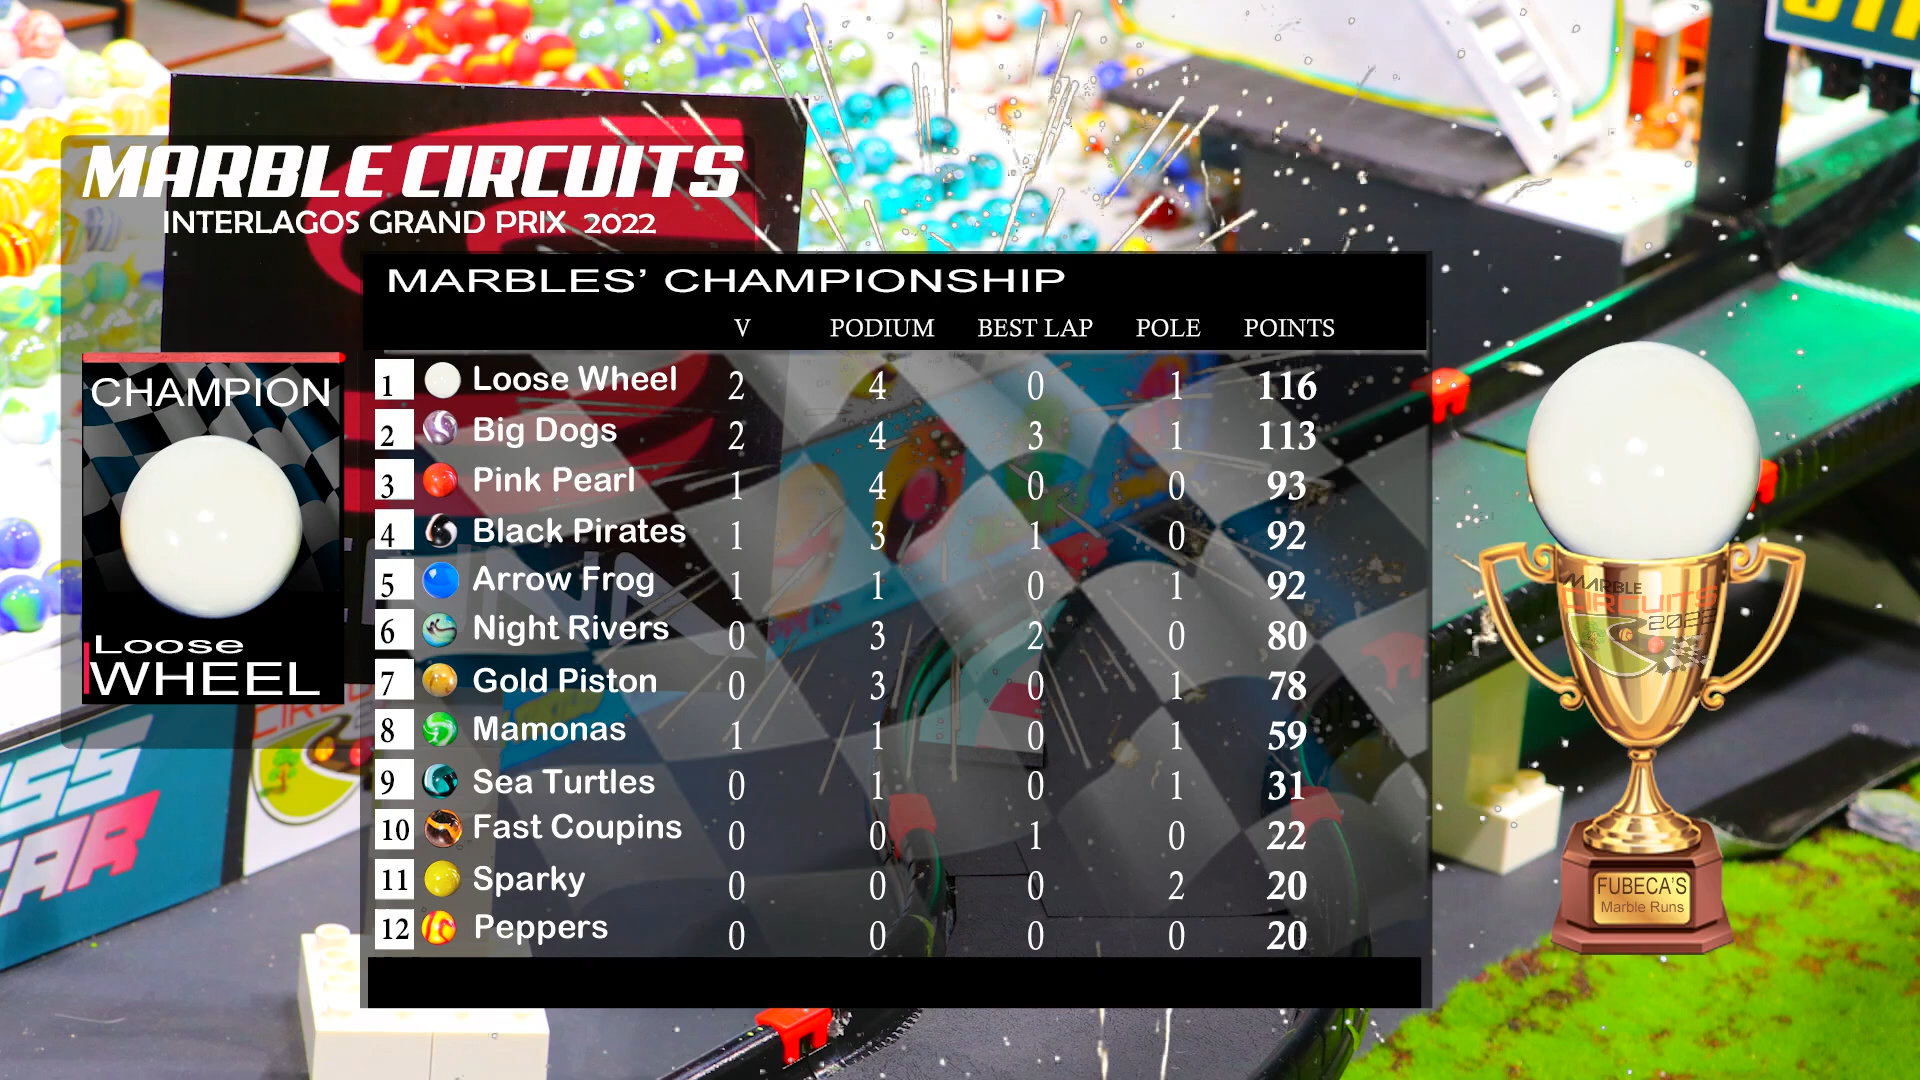 MARBLE CIRCUITS
INTERLAGOS GRAND PRIX 2022
MARBLES' CHAMPIONSHIP
V PODIUM BEST LAP POLE POINTS
1 Loose Wheel 2 4 0 1 116
2 Big Dogs 2 4 3 1 113
3 Pink Pearl 1 4 0 0 93
4 Black Pirates 1 3 1 0 92
5 Arrow Frog 1 1 0 1 92
6 Night Rivers 0 3 2 0 80
7 Gold Piston 0 3 0 1 78
8 Mamonas 1 1 0 1 59
9 Sea Turtles 0 1 0 1 31
10 Fast Coupins 0 0 1 0 22
11 Sparky 0 0 0 2 20
12 Peppers 0 0 0 0 20
CHAMPION
Loose
WHEEL
MARBLE
CIRCUITS
2022
FUBECA'S
Marble Runs